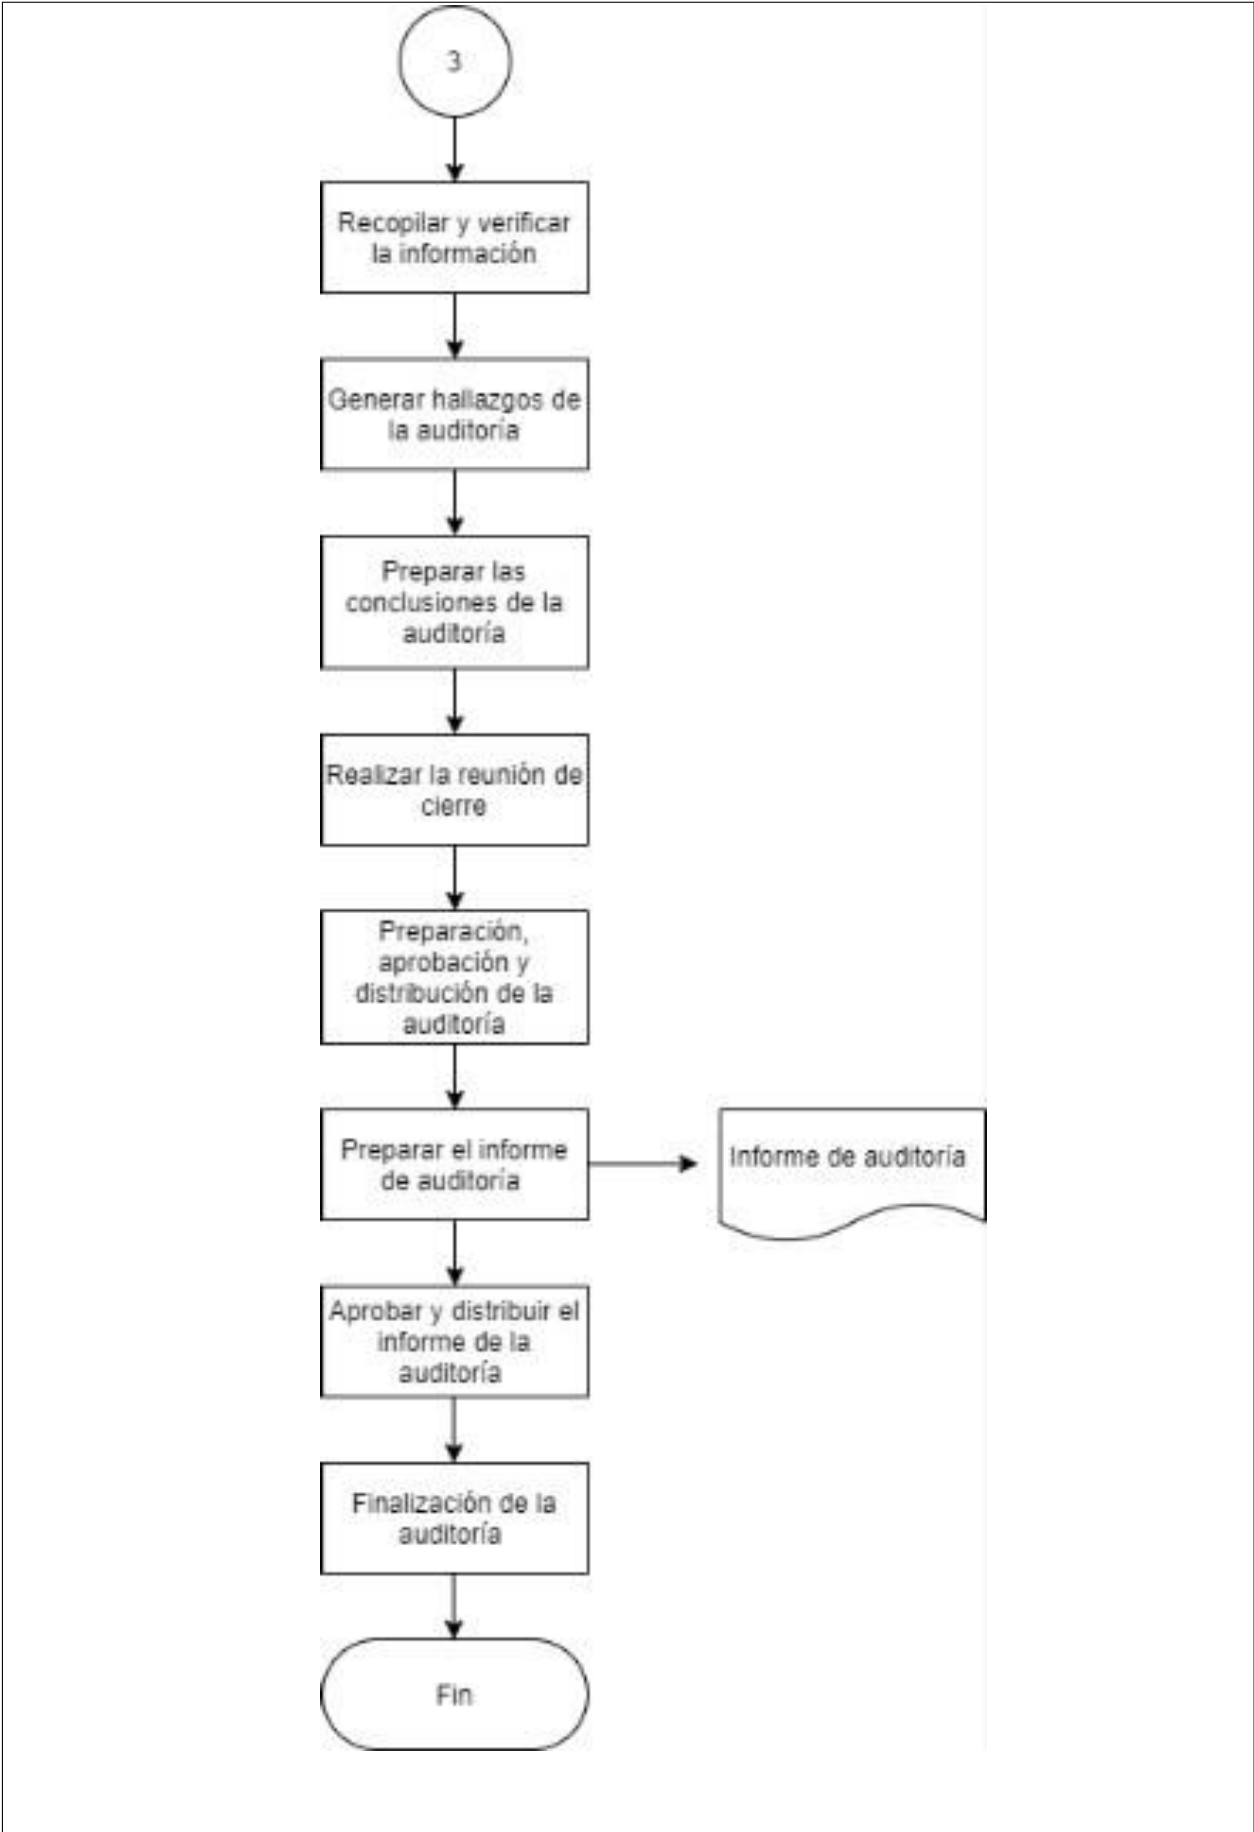 3
Recopilar y verificar
la información
Generar hallazgos de
la auditoría
Preparar las
conclusiones de la
auditoría
Realizar la reunión de
cierre
Preparación,
aprobación y
distribución de la
auditoría
Preparar el informe
de auditoría
Informe de auditoría
Aprobar y distribuir el
informe de la
auditoría
Finalización de la
auditoría
Fin